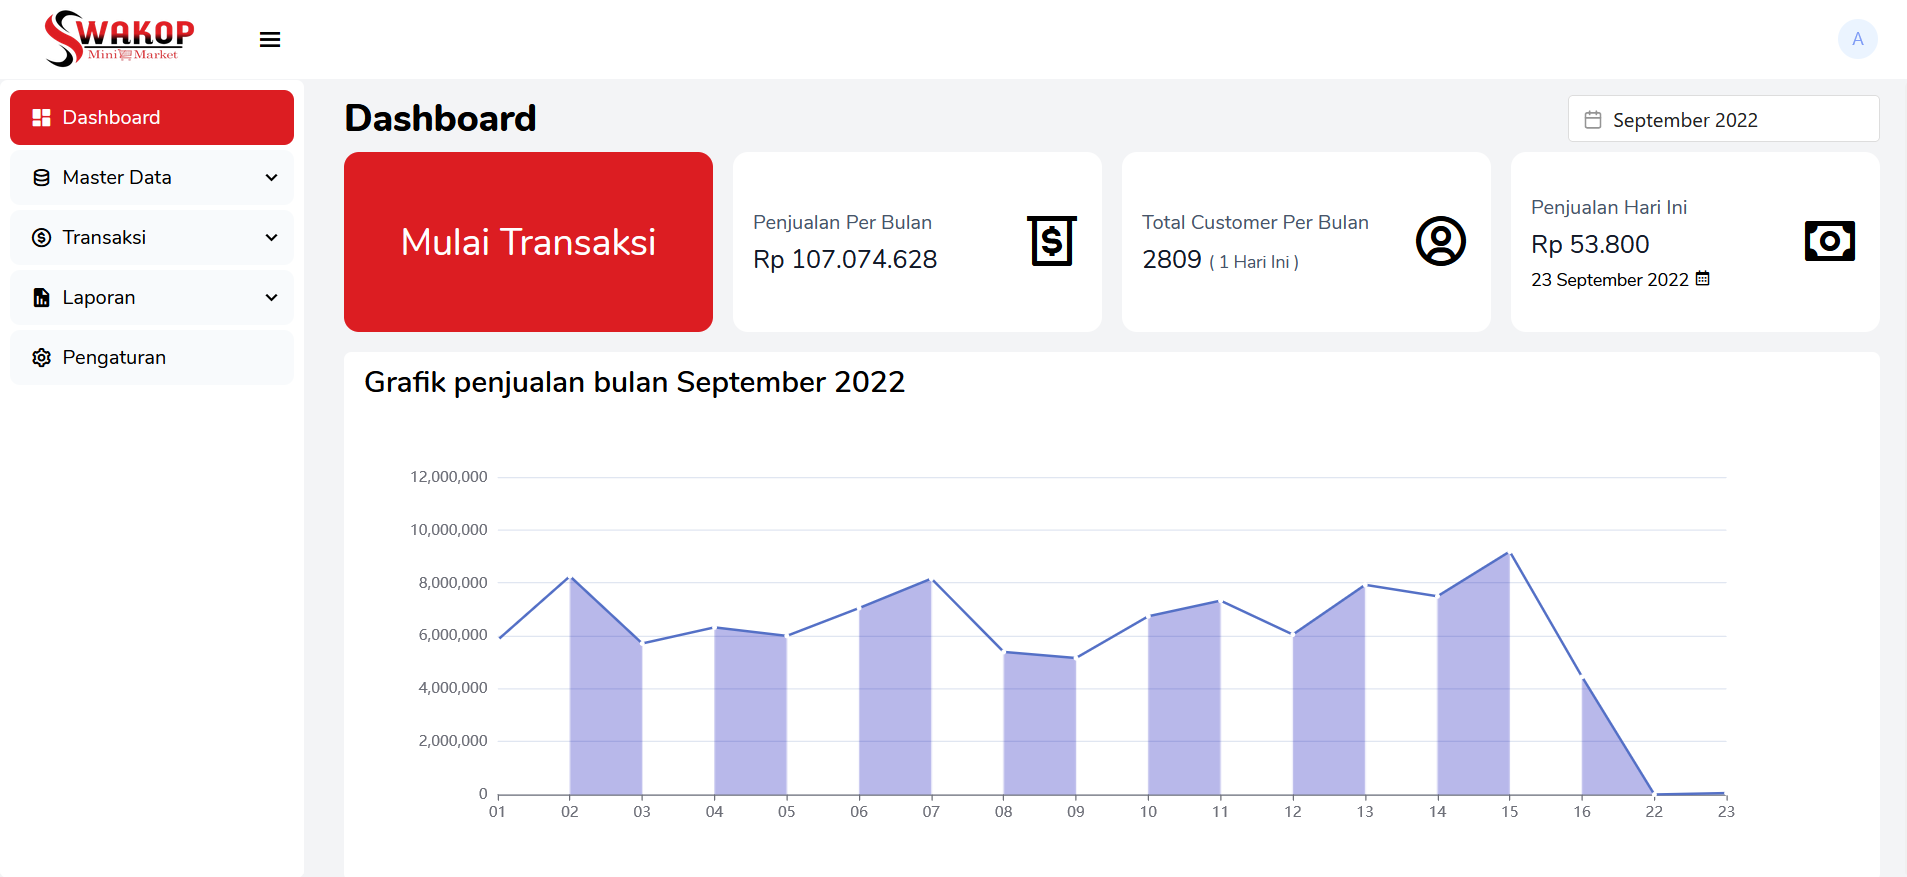 SWAKOP
Mini Market
A
Dashboard
Master Data
Transaksi
Laporan
Pengaturan
Dashboard
September 2022
Mulai Transaksi
Penjualan Per Bulan
Rp 107.074.628
Total Customer Per Bulan
2809 ( 1 Hari Ini )
Penjualan Hari Ini
Rp 53.800
23 September 2022
Grafik penjualan bulan September 2022
12,000,000
10,000,000
8,000,000
6,000,000
4,000,000
2,000,000
0
01 02 03 04 05 06 07 08 09 10 11 12 13 14 15 16 22 23